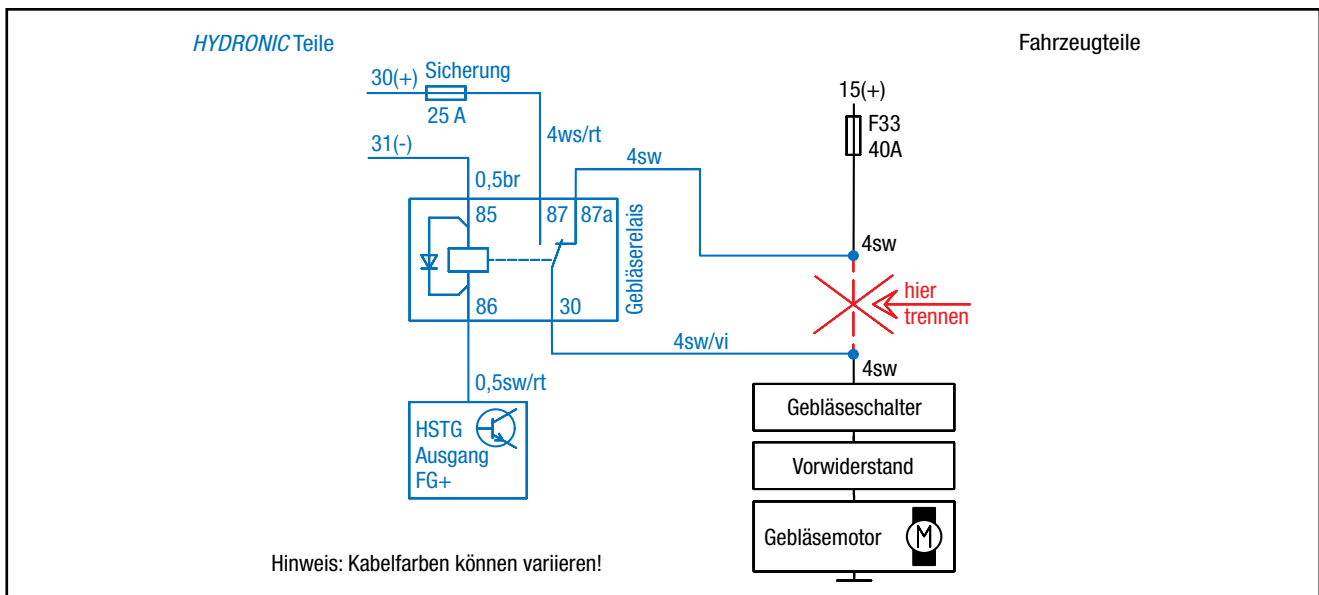 HYDRONIC Teile
Fahrzeugteile
30(+)
Sicherung
25 A
31(-)
4ws/rt
4sw
0,5br
85
87
87a
86
30
Gebläserelais
4sw/vi
0,5sw/rt
HSTG
Ausgang
FG+
15(+)
F33
40A
4sw
hier
trennen
4sw
Gebläseschalter
Vorwiderstand
Gebläsemotor
M
Hinweis: Kabelfarben können variieren!